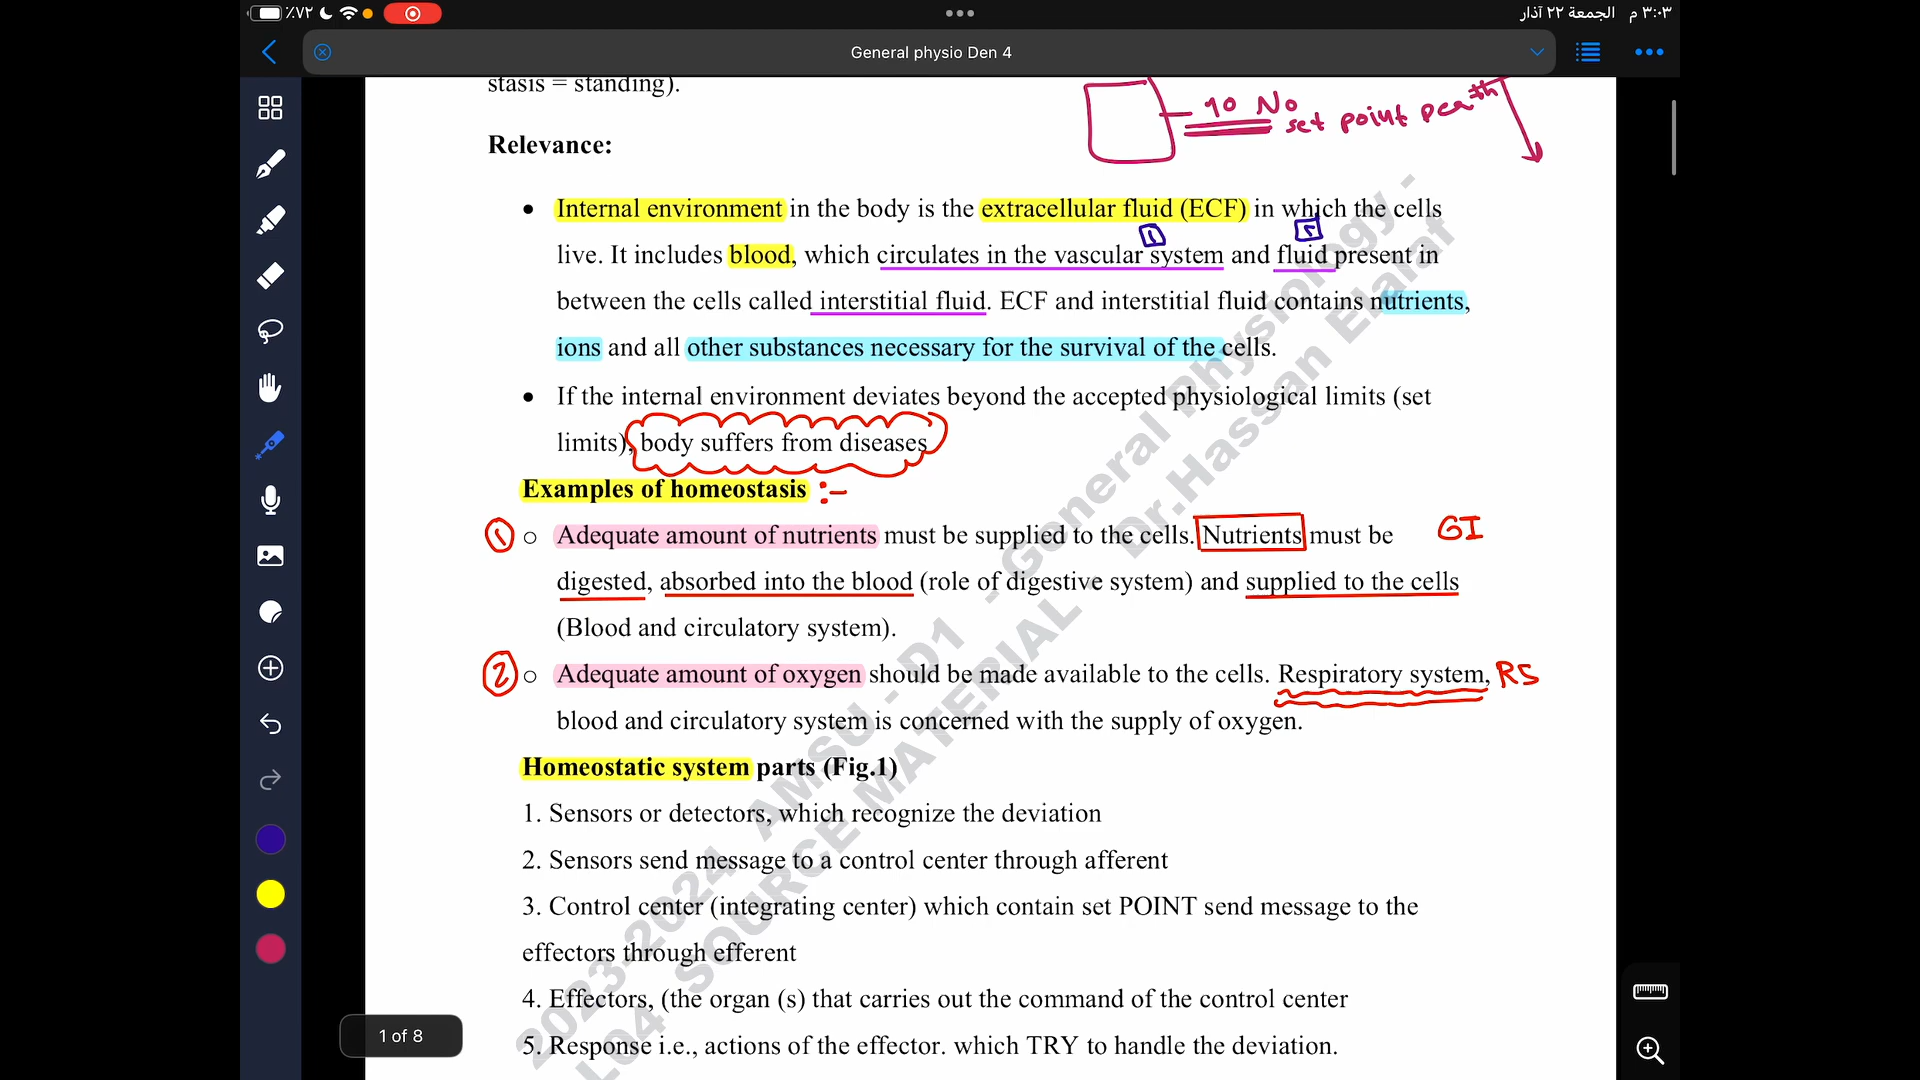 ٪٧٢
٣:٠٣ م الجمعة ٢٢ آذار
General physio Den 4
stasis = standing).
10 No
set point death
Relevance:
• Internal environment in the body is the extracellular fluid (ECF) in which the cells
live. It includes blood, which circulates in the vascular system and fluid present in
between the cells called interstitial fluid. ECF and interstitial fluid contains nutrients,
ions and all other substances necessary for the survival of the cells.
• If the internal environment deviates beyond the accepted physiological limits (set
limits), body suffers from diseases
Examples of homeostasis :-
① ○ Adequate amount of nutrients must be supplied to the cells. Nutrients must be GI
digested, absorbed into the blood (role of digestive system) and supplied to the cells
(Blood and circulatory system).
② ○ Adequate amount of oxygen should be made available to the cells. Respiratory system, RS
blood and circulatory system is concerned with the supply of oxygen.
Homeostatic system parts (Fig.1)
1. Sensors or detectors, which recognize the deviation
2. Sensors send message to a control center through afferent
3. Control center (integrating center) which contain set POINT send message to the
effectors through efferent
4. Effectors, (the organ (s) that carries out the command of the control center
5. Response i.e., actions of the effector. which TRY to handle the deviation.
2023-2024 AMSU - D1 - General Physiology -
L04 SOURCE MATERIAL - Dr.Hassan Elaraf
1 of 8